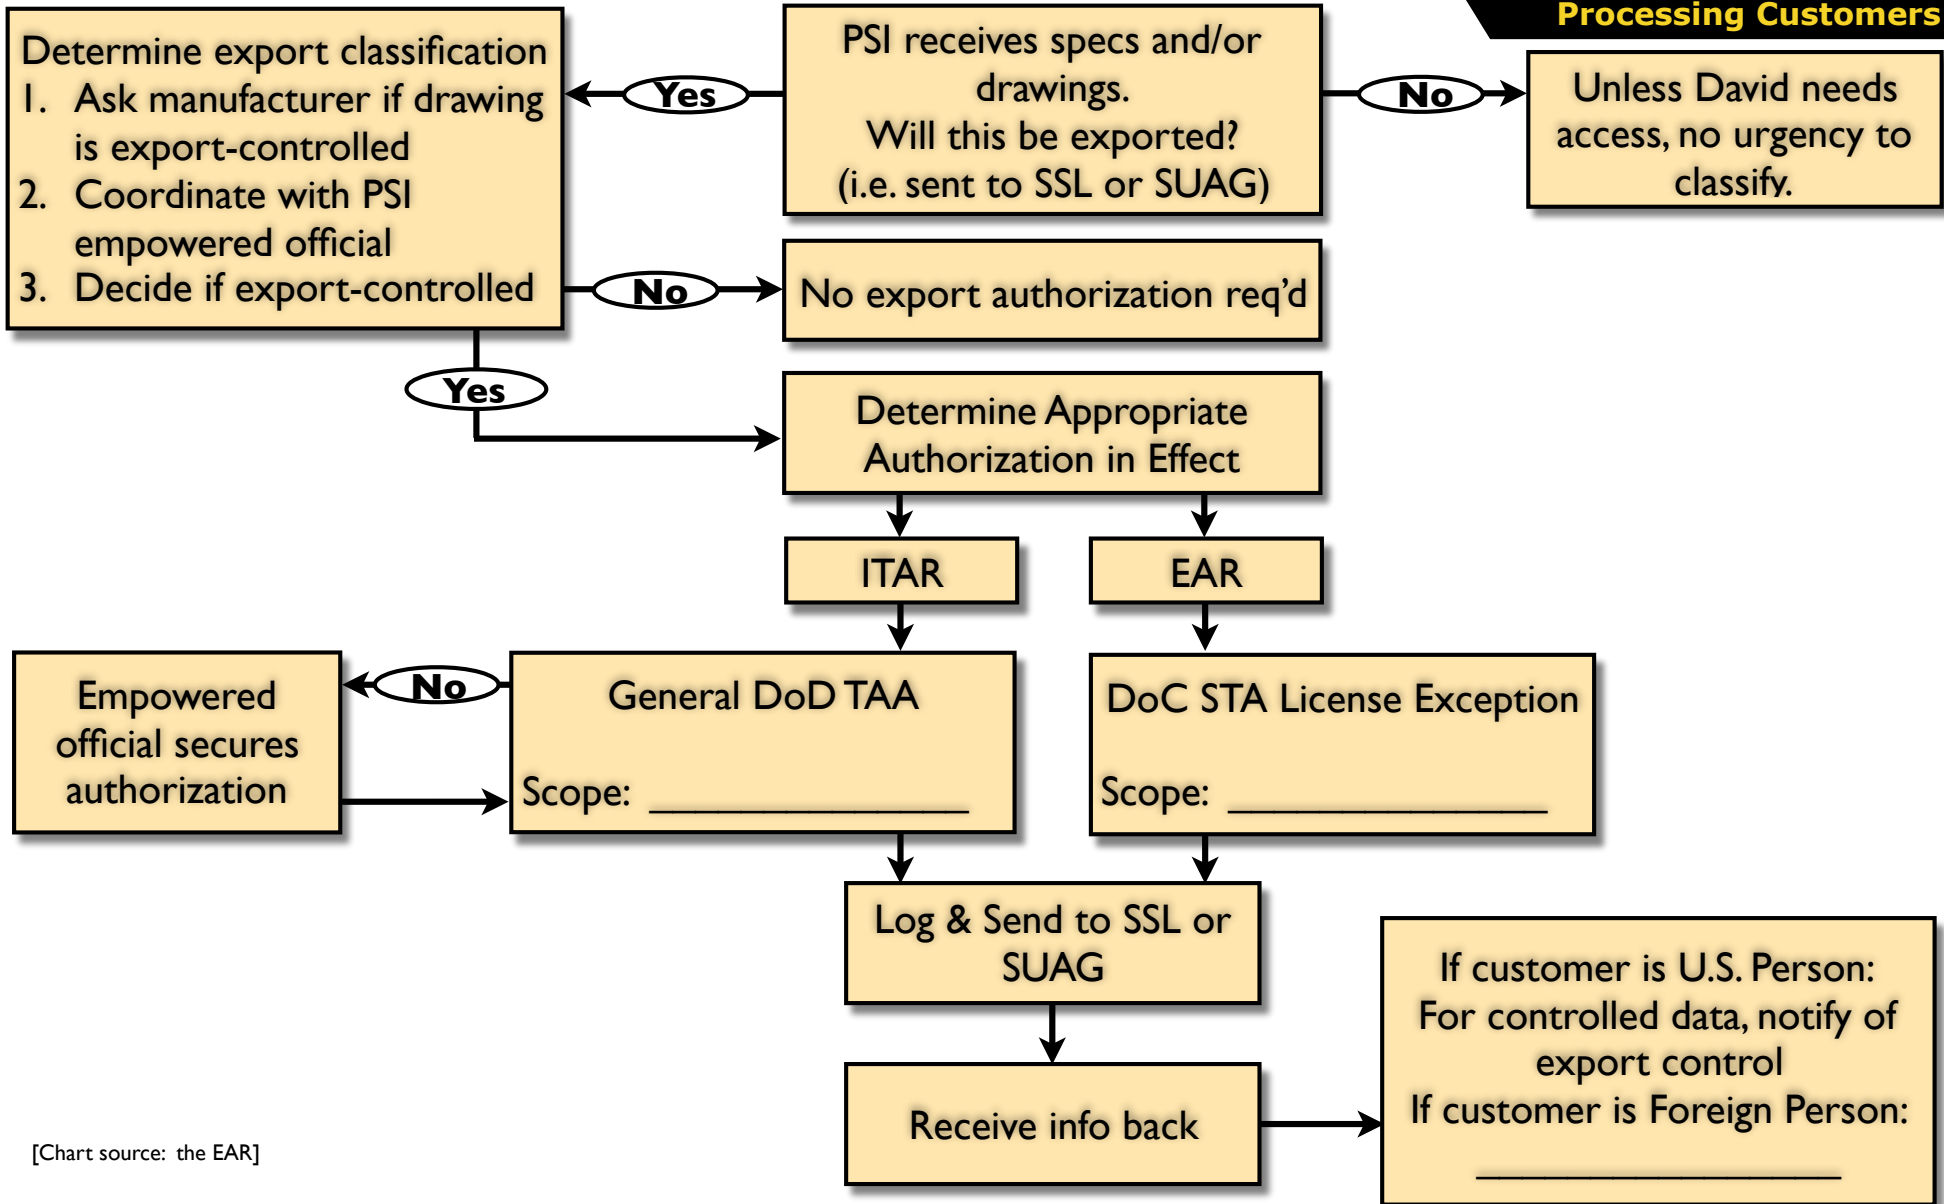 Processing Customers
Determine export classification
1. Ask manufacturer if drawing
is export-controlled
2. Coordinate with PSI
empowered official
3. Decide if export-controlled
Yes
PSI receives specs and/or
drawings.
Will this be exported?
(i.e. sent to SSL or SUAG)
No
Unless David needs
access, no urgency to
classify.
No
No export authorization req’d
Yes
Determine Appropriate
Authorization in Effect
ITAR
EAR
Empowered
official secures
authorization
No
General DoD TAA
Scope: ________________
DoC STA License Exception
Scope: ________________
Log & Send to SSL or
SUAG
Receive info back
If customer is U.S. Person:
For controlled data, notify of
export control
If customer is Foreign Person:
__________________
[Chart source: the EAR]